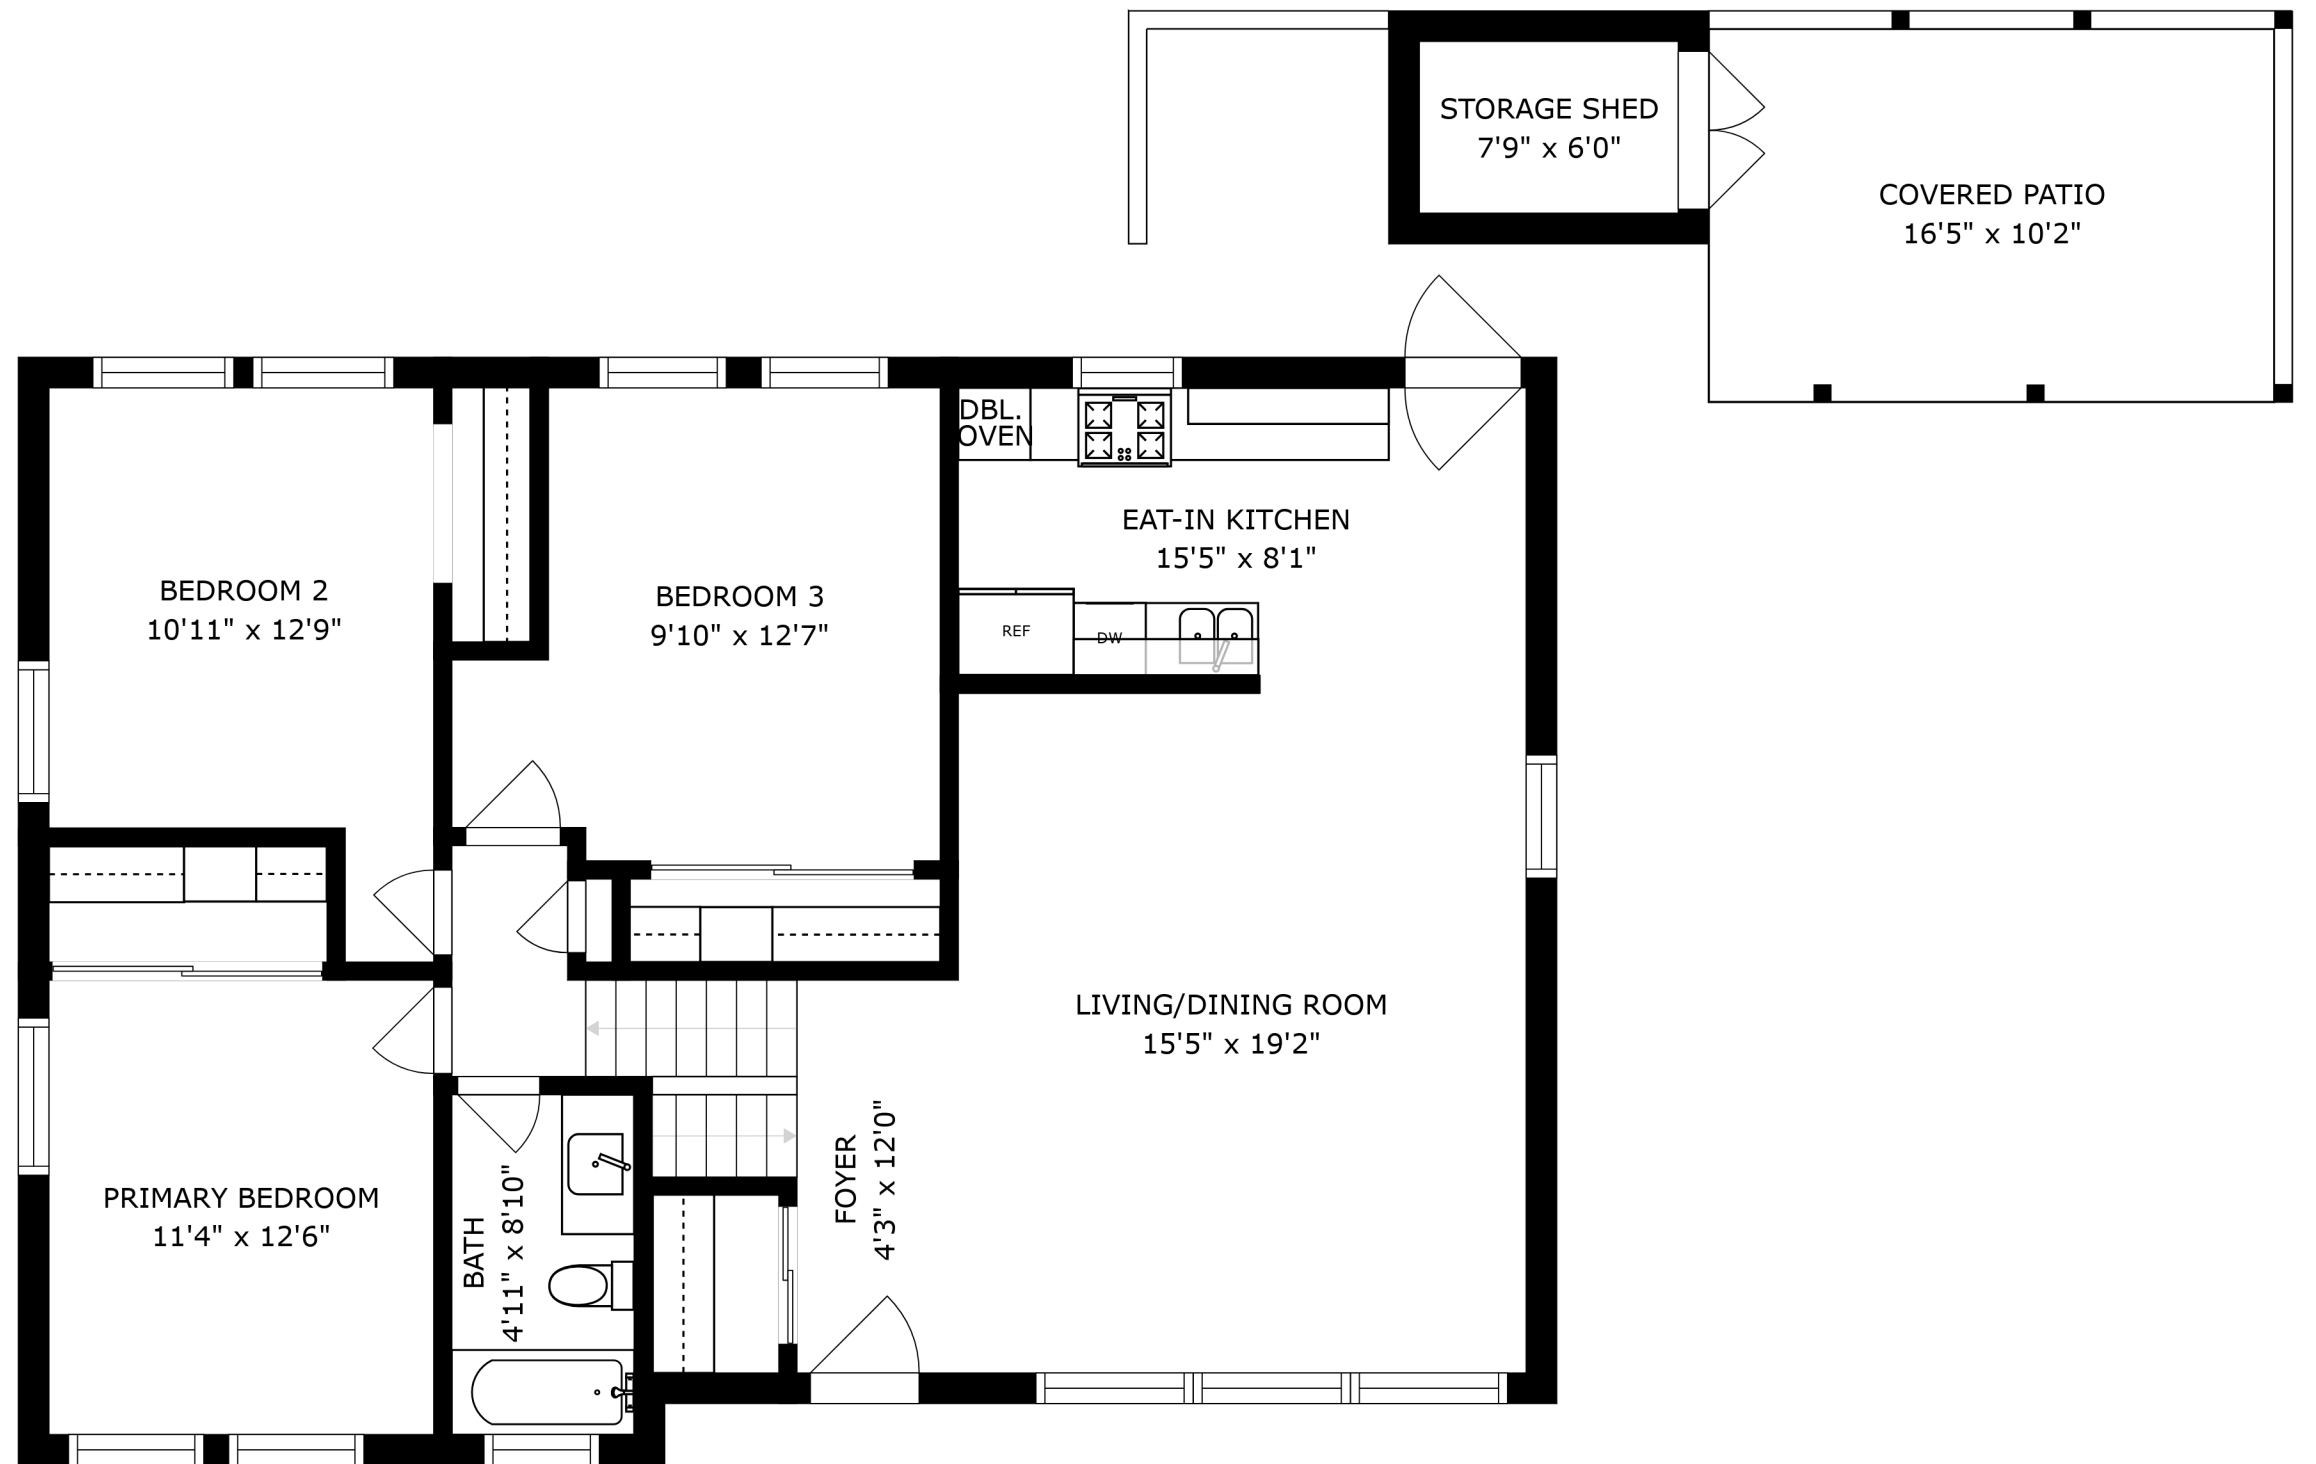 STORAGE SHED
7'9" x 6'0"
COVERED PATIO
16'5" x 10'2"
DBL.
OVEN
EAT-IN KITCHEN
15'5" x 8'1"
BEDROOM 2
10'11" x 12'9"
BEDROOM 3
9'10" x 12'7"
REF
DW
LIVING/DINING ROOM
15'5" x 19'2"
FOYER
4'3" x 12'0"
PRIMARY BEDROOM
11'4" x 12'6"
BATH
4'11" x 8'10"